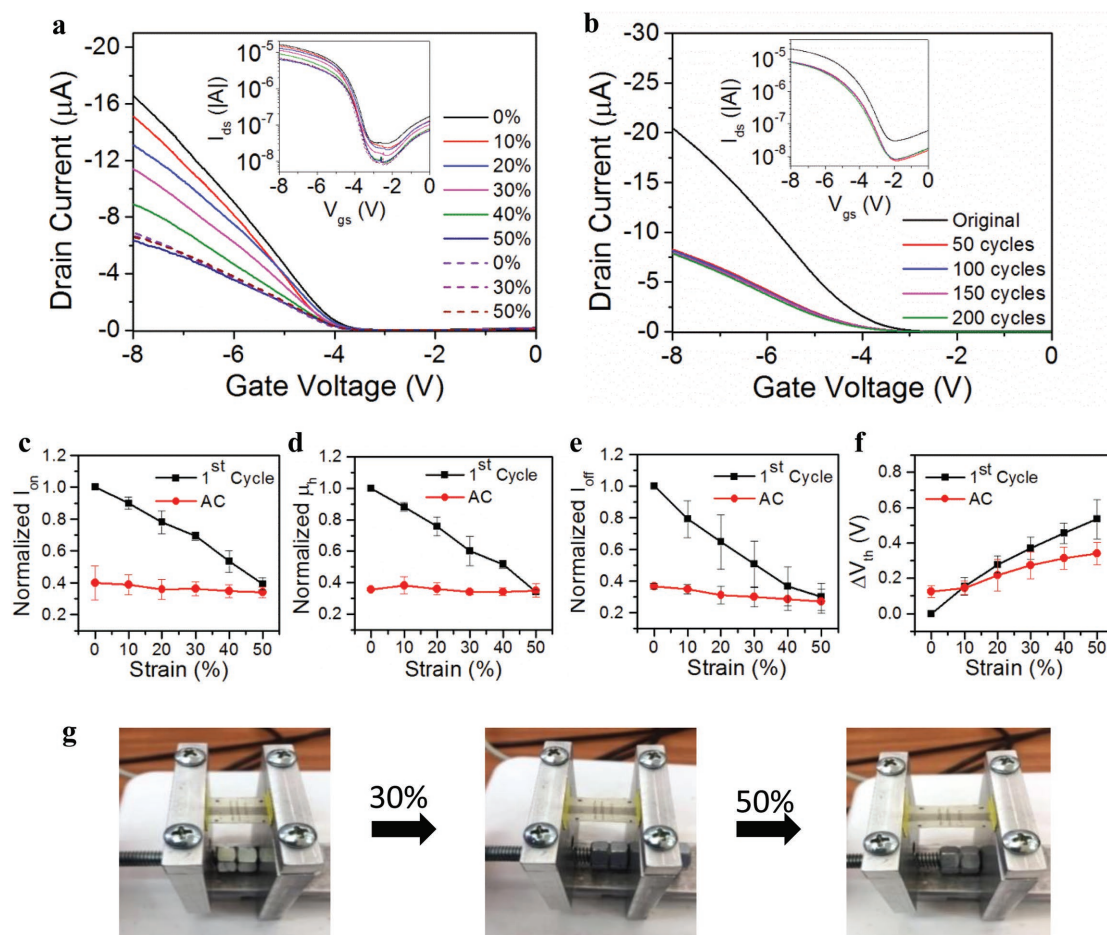 a
-20
-16
-12
-8
-4
-0
Drain Current (μA)
-8 -7 -6 -5 -4 -3 -2 -1 0
Gate Voltage (V)
10⁻⁵
10⁻⁶
10⁻⁷
10⁻⁸
I_ds (|A|)
-8 -6 -4 -2 0
V_gs (V)
0%
10%
20%
30%
40%
50%
0%
30%
50%
b
-30
-25
-20
-15
-10
-5
-0
Drain Current (μA)
-8 -6 -4 -2 0
Gate Voltage (V)
10⁻⁵
10⁻⁶
10⁻⁷
10⁻⁸
I_ds (|A|)
-8 -6 -4 -2 0
V_gs (V)
Original
50 cycles
100 cycles
150 cycles
200 cycles
c
1.2
1.0
0.8
0.6
0.4
0.2
Normalized I_on
1st Cycle
AC
0 10 20 30 40 50
Strain (%)
d
1.2
1.0
0.8
0.6
0.4
0.2
Normalized μ_h
1st Cycle
AC
0 10 20 30 40 50
Strain (%)
e
1.2
1.0
0.8
0.6
0.4
0.2
Normalized I_off
1st Cycle
AC
0 10 20 30 40 50
Strain (%)
f
0.8
0.6
0.4
0.2
0.0
ΔV_th (V)
1st Cycle
AC
0 10 20 30 40 50
Strain (%)
g
30%
50%